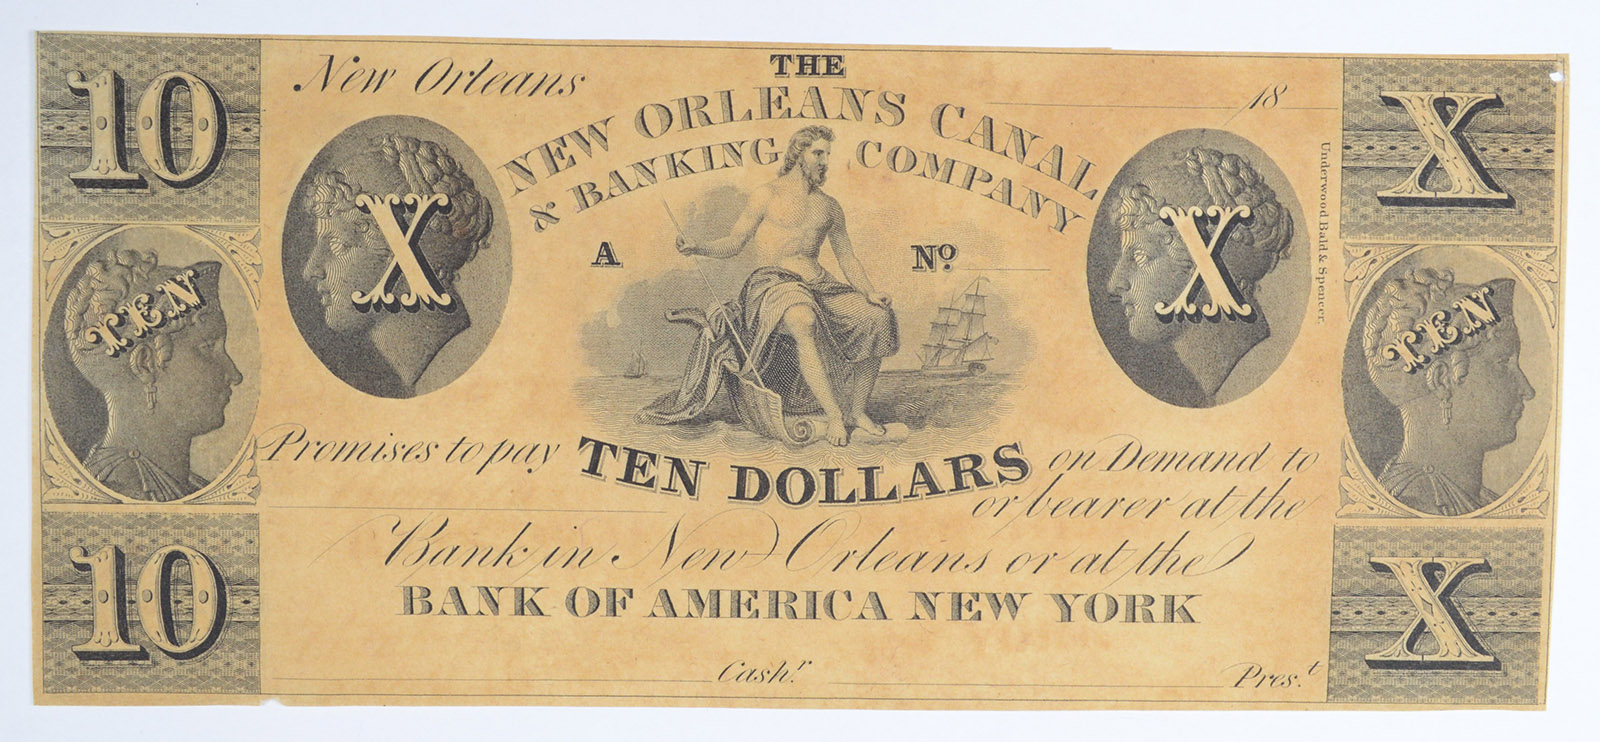 10
New Orleans
THE
18
X
NEW ORLEANS CANAL
& BANKING COMPANY
X
X
A
No
Underwood Bald & Spencer.
TEN
TEN
Promises to pay TEN DOLLARS on Demand to
or bearer at the
Bank in New Orleans or at the
BANK OF AMERICA NEW YORK
10
X
Cashr.
Pres.t